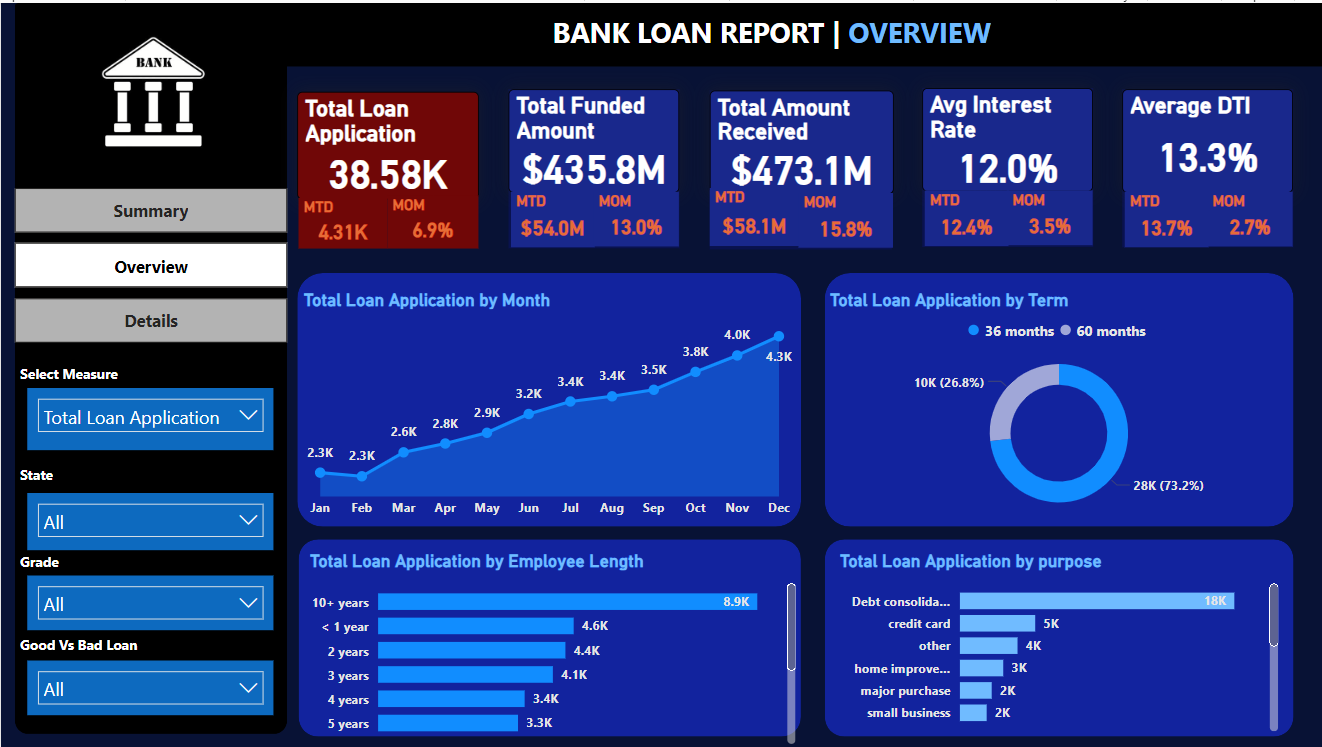 BANK LOAN REPORT | OVERVIEW
BANK
Summary
Overview
Details
Select Measure
Total Loan Application
State
All
Grade
All
Good Vs Bad Loan
All
Total Loan
Application
38.58K
MTD
MOM
4.31K
6.9%
Total Funded
Amount
$435.8M
MTD
MOM
$54.0M
13.0%
Total Amount
Received
$473.1M
MTD
MOM
$58.1M
15.8%
Avg Interest
Rate
12.0%
MTD
MOM
12.4%
3.5%
Average DTI
13.3%
MTD
MOM
13.7%
2.7%
Total Loan Application by Month
2.3K
2.3K
2.6K
2.8K
2.9K
3.2K
3.4K
3.4K
3.5K
3.8K
4.0K
4.3K
Jan Feb Mar Apr May Jun Jul Aug Sep Oct Nov Dec
Total Loan Application by Term
36 months 60 months
10K (26.8%)
28K (73.2%)
Total Loan Application by Employee Length
10+ years 8.9K
< 1 year 4.6K
2 years 4.4K
3 years 4.1K
4 years 3.4K
5 years 3.3K
Total Loan Application by purpose
Debt consolida... 18K
credit card 5K
other 4K
home improve... 3K
major purchase 2K
small business 2K